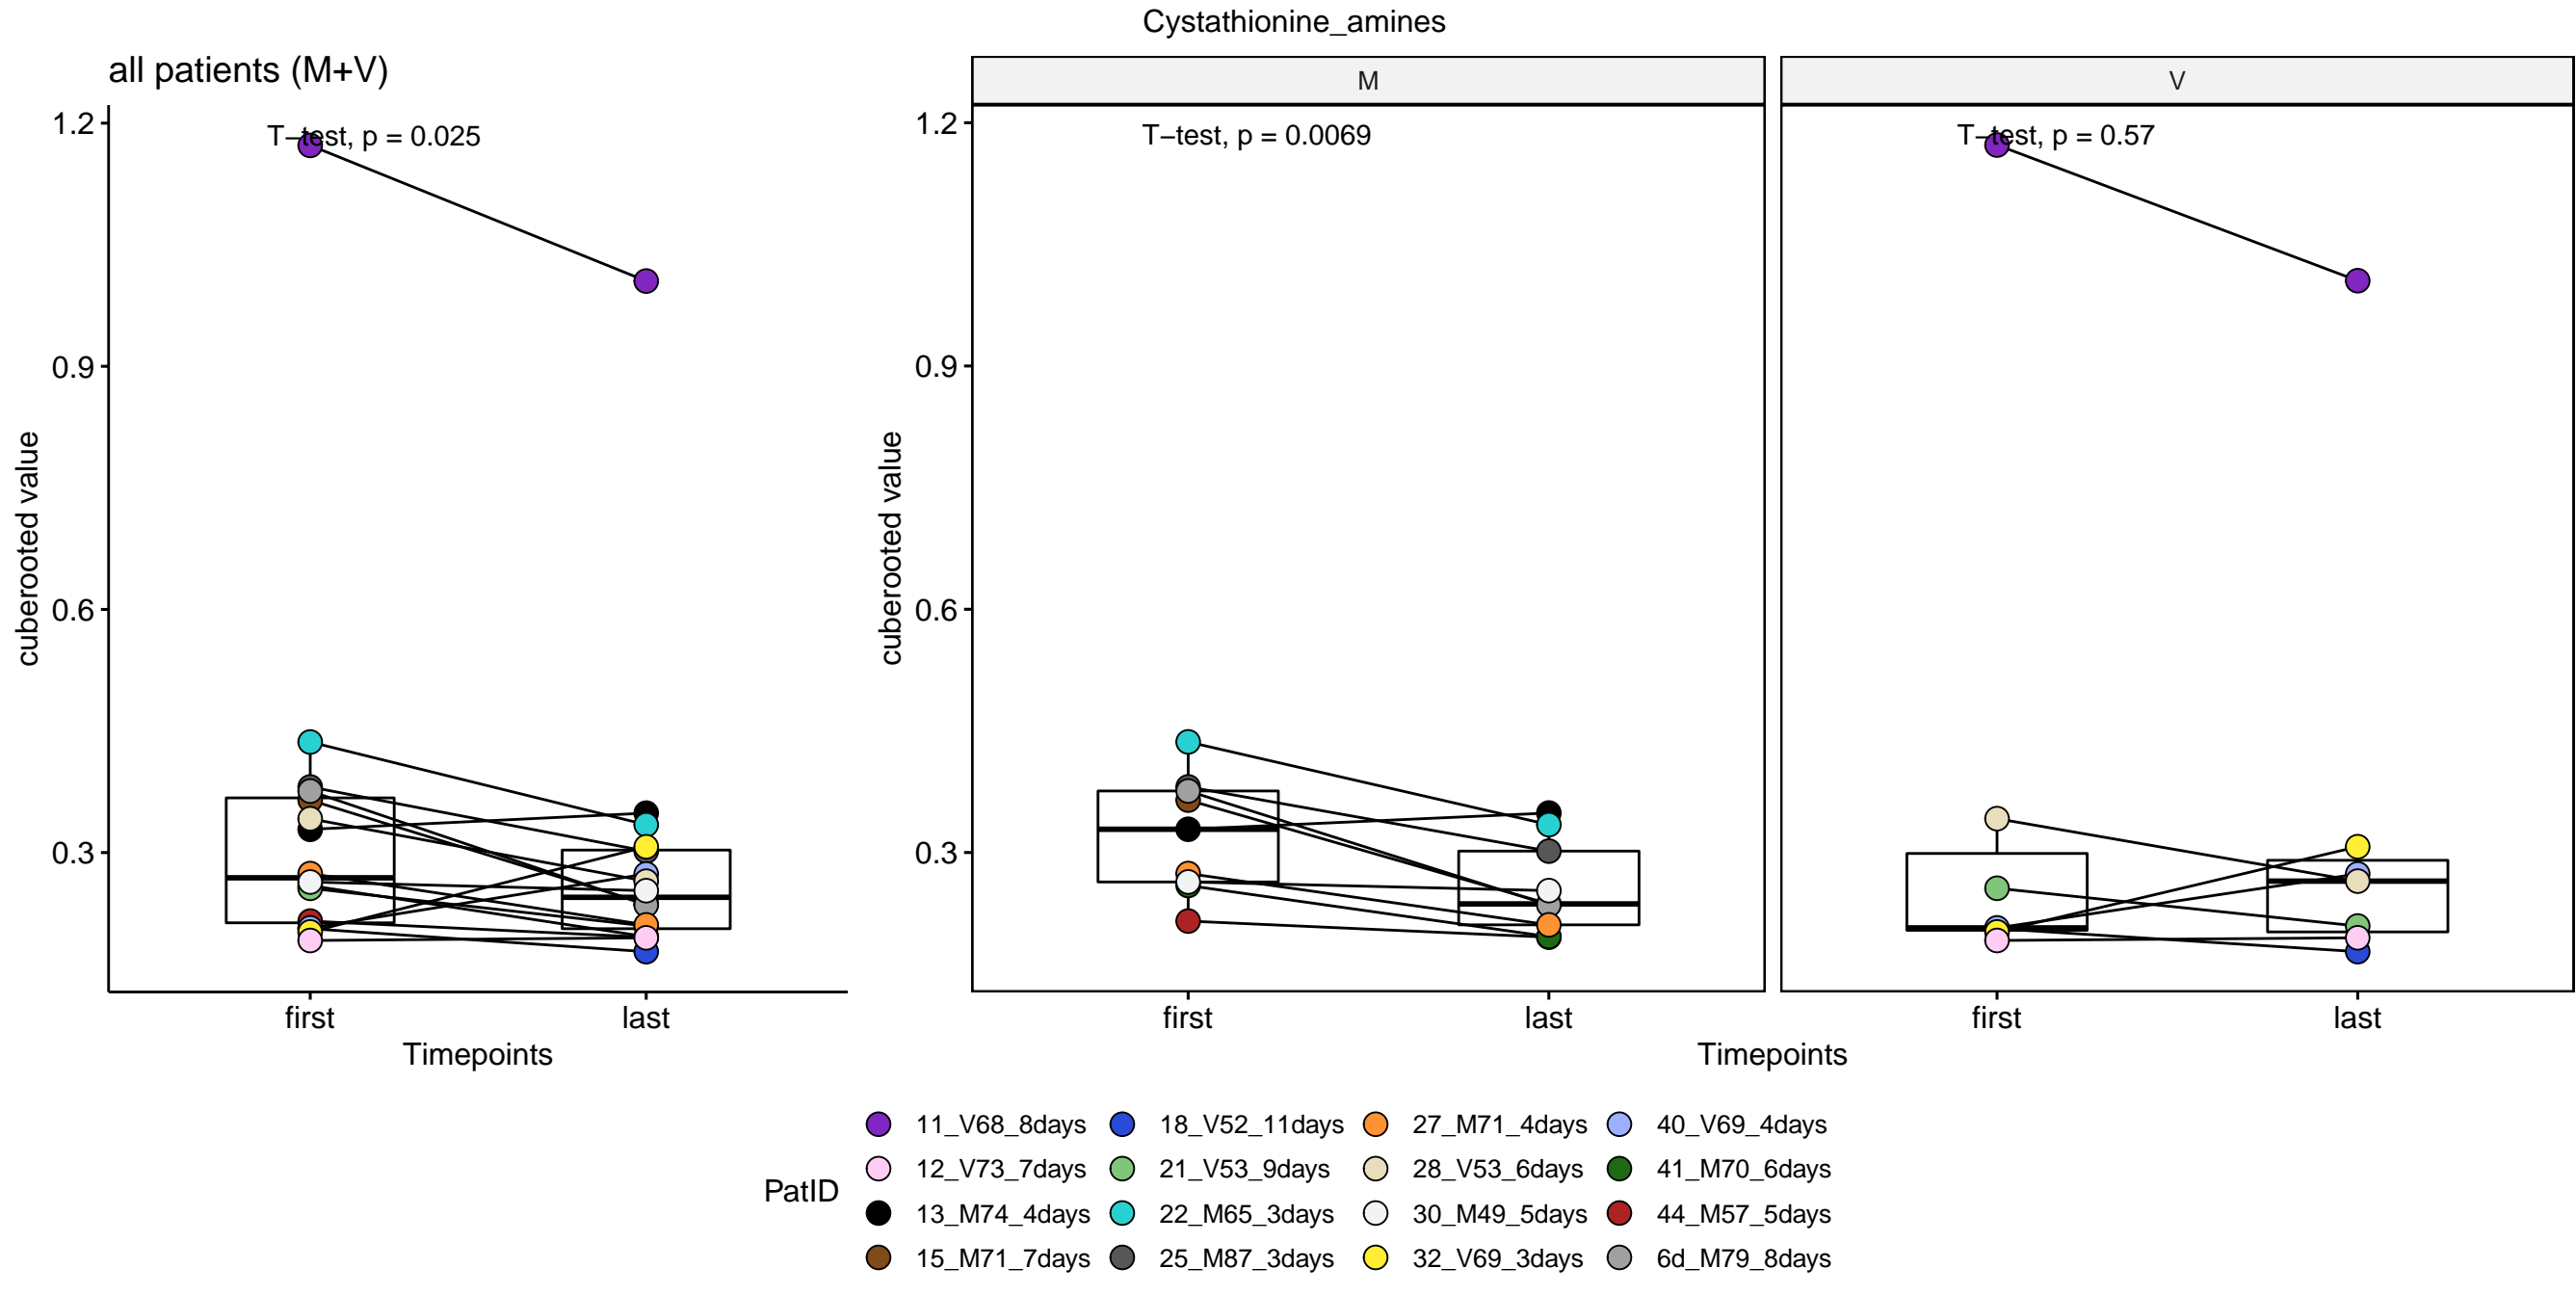 Cystathionine_amines
all patients (M+V)
M
V
T−test, p = 0.025
T−test, p = 0.0069
T−test, p = 0.57
1.2
0.9
0.6
0.3
cuberooted value
first
last
Timepoints
1.2
0.9
0.6
0.3
cuberooted value
first
last
first
last
Timepoints
PatID
11_V68_8days
12_V73_7days
13_M74_4days
15_M71_7days
18_V52_11days
21_V53_9days
22_M65_3days
25_M87_3days
27_M71_4days
28_V53_6days
30_M49_5days
32_V69_3days
40_V69_4days
41_M70_6days
44_M57_5days
6d_M79_8days